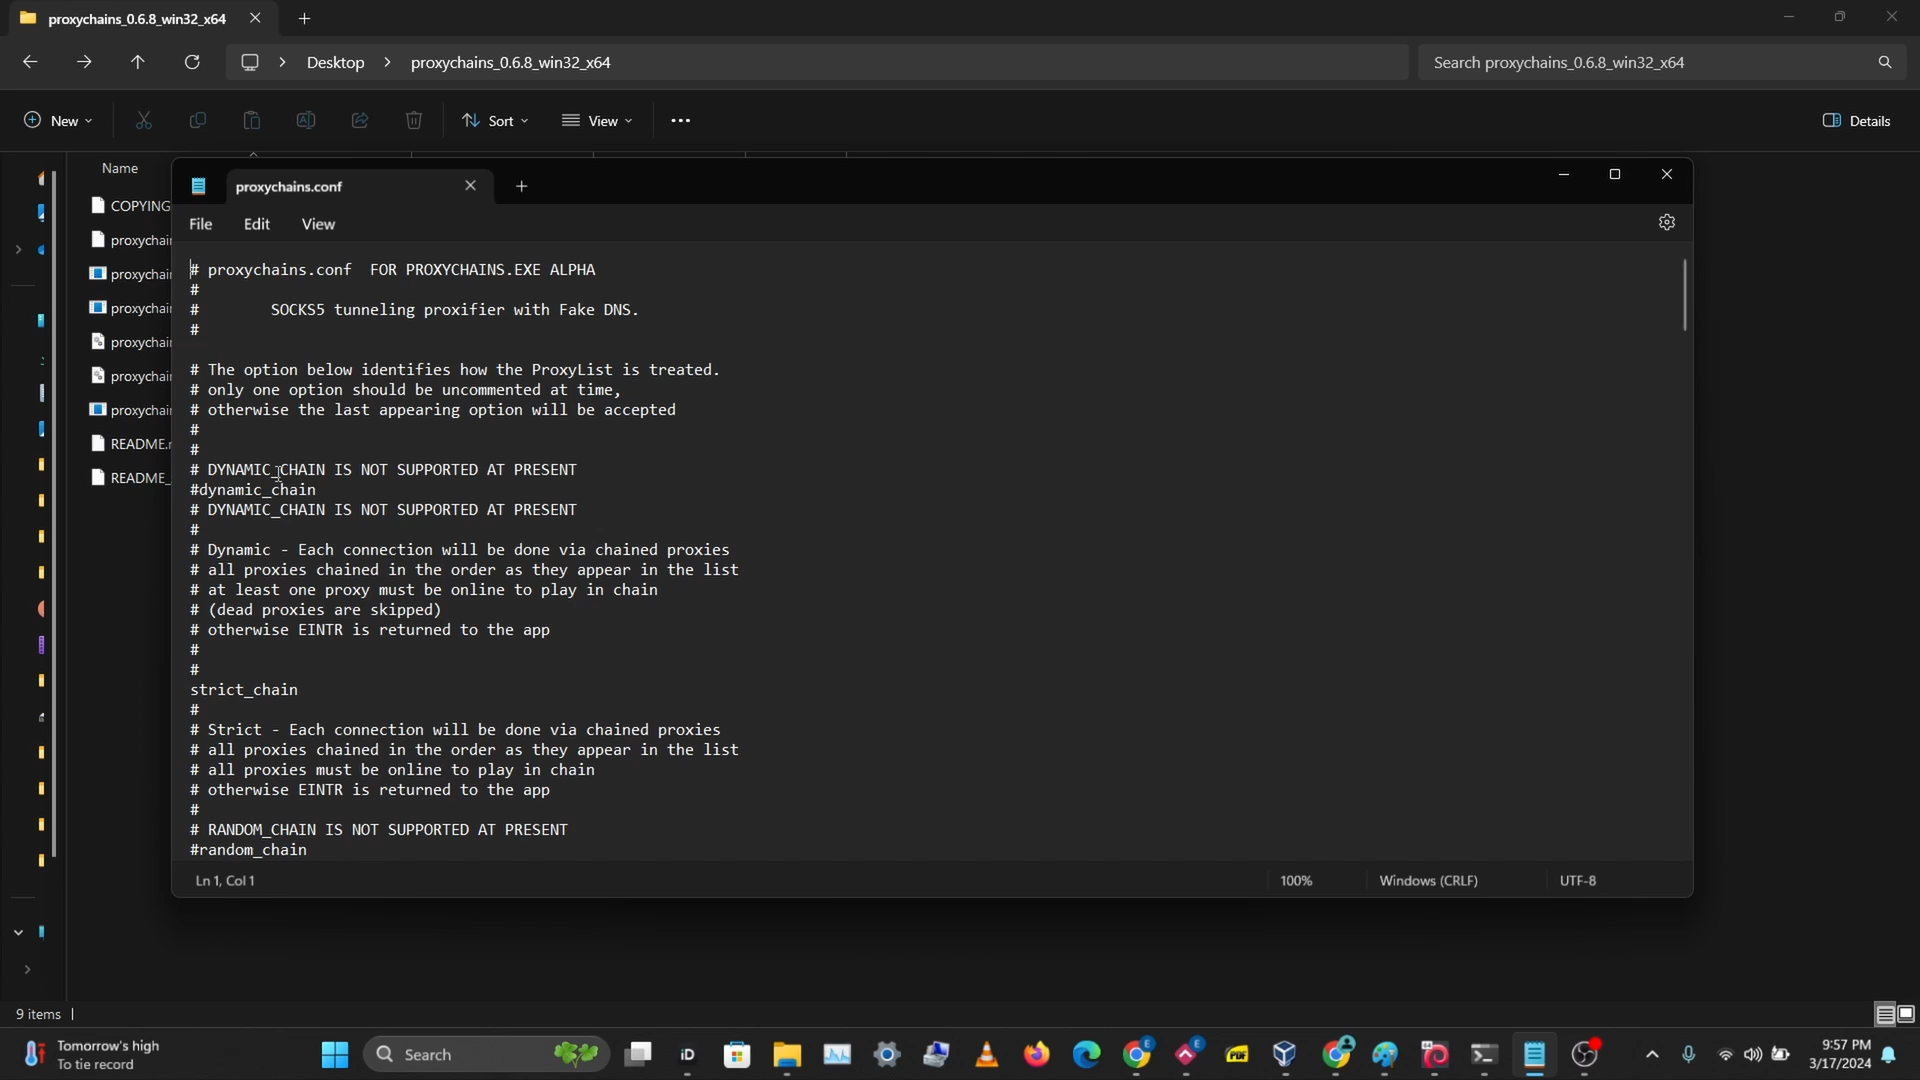 proxychains_0.6.8_win32_x64
Desktop
proxychains_0.6.8_win32_x64
Search proxychains_0.6.8_win32_x64
New
Sort
View
Details
Name
COPYING
proxychai
proxychai
proxychai
proxychai
proxychai
proxychai
README.
README_
proxychains.conf
File
Edit
View
# proxychains.conf  FOR PROXYCHAINS.EXE ALPHA
#
#        SOCKS5 tunneling proxifier with Fake DNS.
#
# The option below identifies how the ProxyList is treated.
# only one option should be uncommented at time,
# otherwise the last appearing option will be accepted
#
#
# DYNAMIC_CHAIN IS NOT SUPPORTED AT PRESENT
#dynamic_chain
# DYNAMIC_CHAIN IS NOT SUPPORTED AT PRESENT
#
# Dynamic - Each connection will be done via chained proxies
# all proxies chained in the order as they appear in the list
# at least one proxy must be online to play in chain
# (dead proxies are skipped)
# otherwise EINTR is returned to the app
#
#
strict_chain
#
# Strict - Each connection will be done via chained proxies
# all proxies chained in the order as they appear in the list
# all proxies must be online to play in chain
# otherwise EINTR is returned to the app
#
# RANDOM_CHAIN IS NOT SUPPORTED AT PRESENT
#random_chain
Ln 1, Col 1
100%
Windows (CRLF)
UTF-8
9 items
Tomorrow's high
To tie record
Search
iD
PDF
9:57 PM
3/17/2024